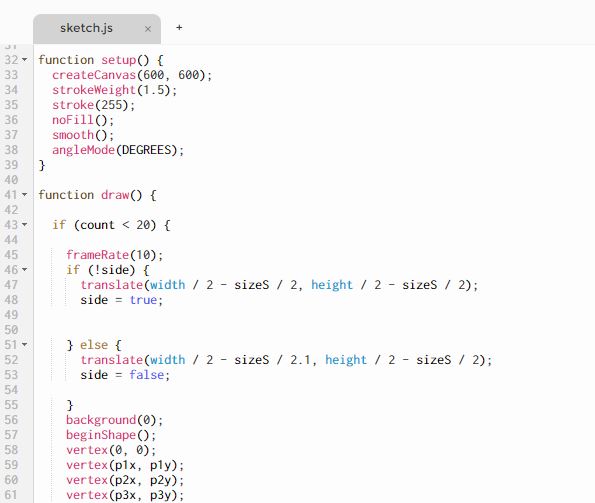 sketch.js × +
31
32 function setup() {
33 createCanvas(600, 600);
34 strokeWeight(1.5);
35 stroke(255);
36 noFill();
37 smooth();
38 angleMode(DEGREES);
39 }
40
41 function draw() {
42
43 if (count < 20) {
44
45 frameRate(10);
46 if (!side) {
47 translate(width / 2 - sizeS / 2, height / 2 - sizeS / 2);
48 side = true;
49
50
51 } else {
52 translate(width / 2 - sizeS / 2.1, height / 2 - sizeS / 2);
53 side = false;
54
55 }
56 background(0);
57 beginShape();
58 vertex(0, 0);
59 vertex(p1x, p1y);
60 vertex(p2x, p2y);
61 vertex(p3x, p3y);